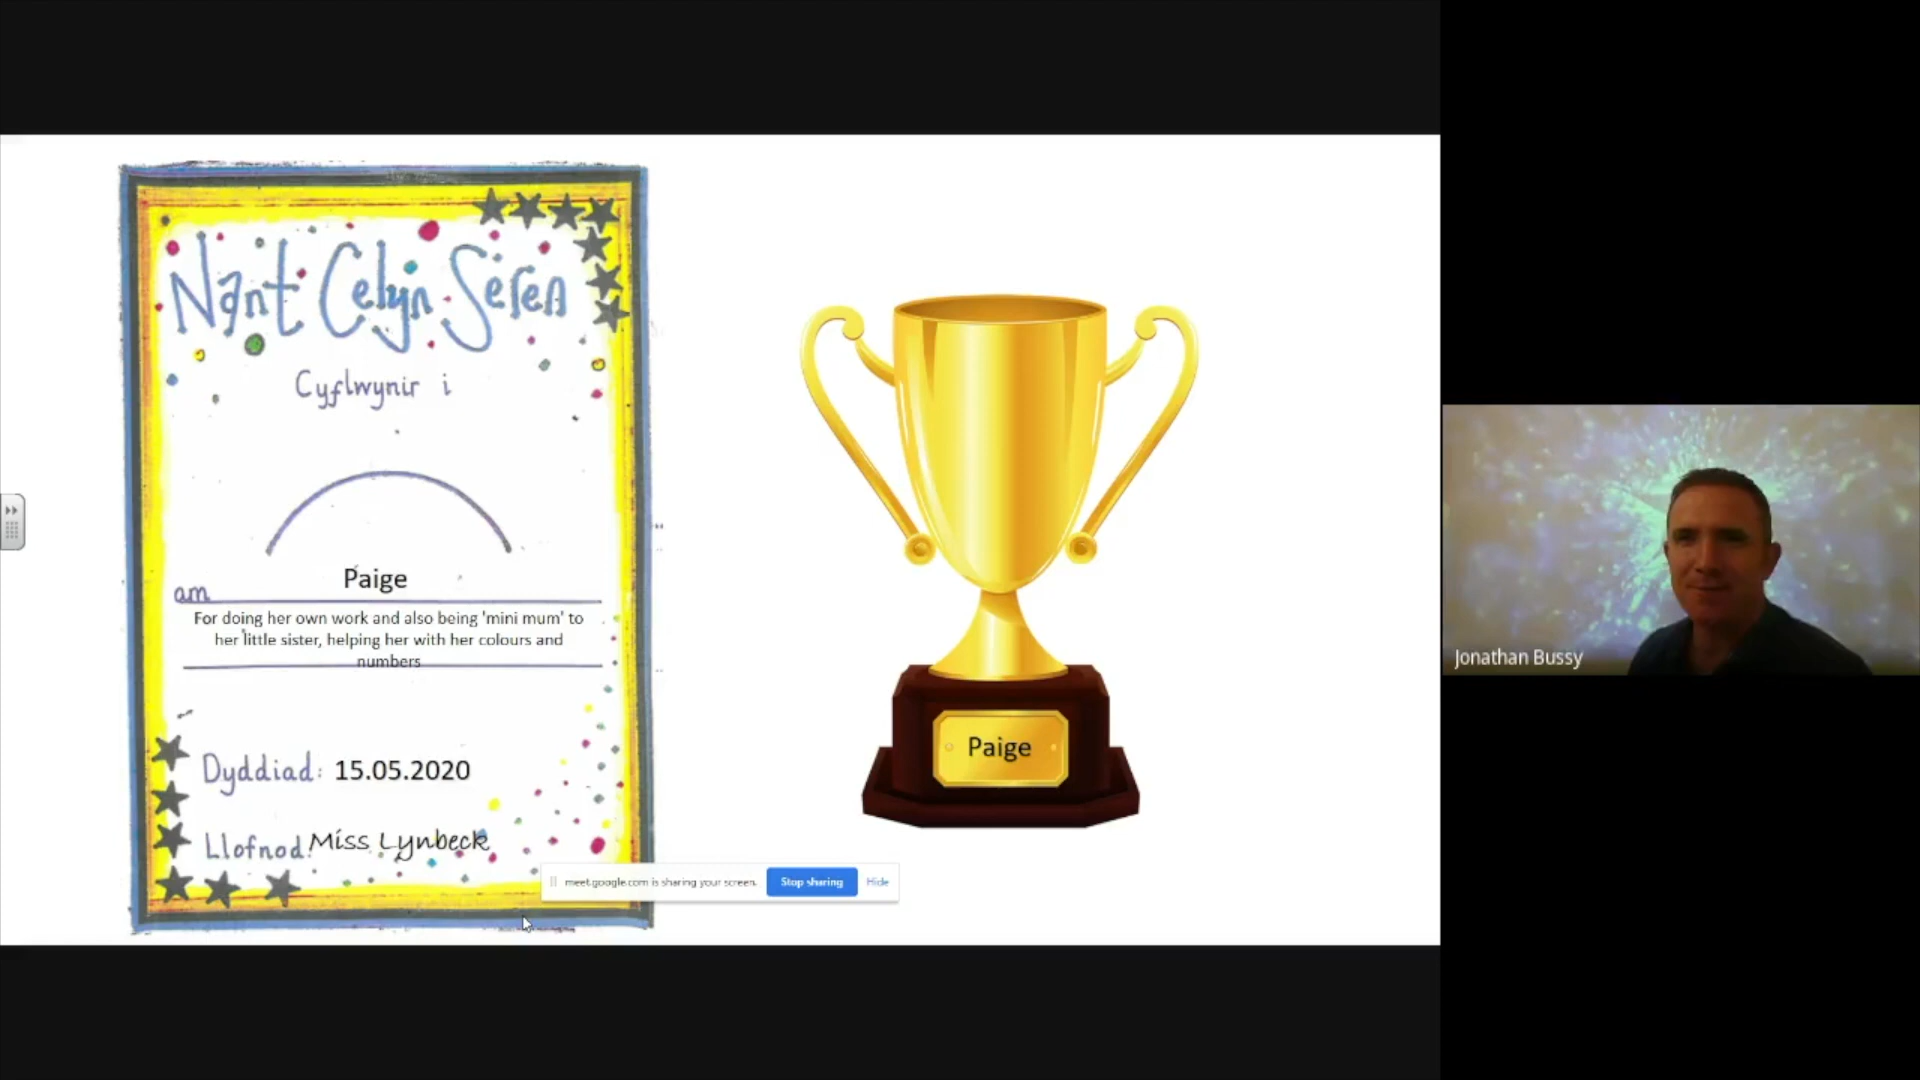 Nant Celyn Seren
Cyflwynir i
Paige
am
For doing her own work and also being 'mini mum' to
her little sister, helping her with her colours and
numbers
Dyddiad: 15.05.2020
Llofnod: Miss Lynbeck
Paige
meet.google.com is sharing your screen.
Stop sharing
Hide
Jonathan Bussy